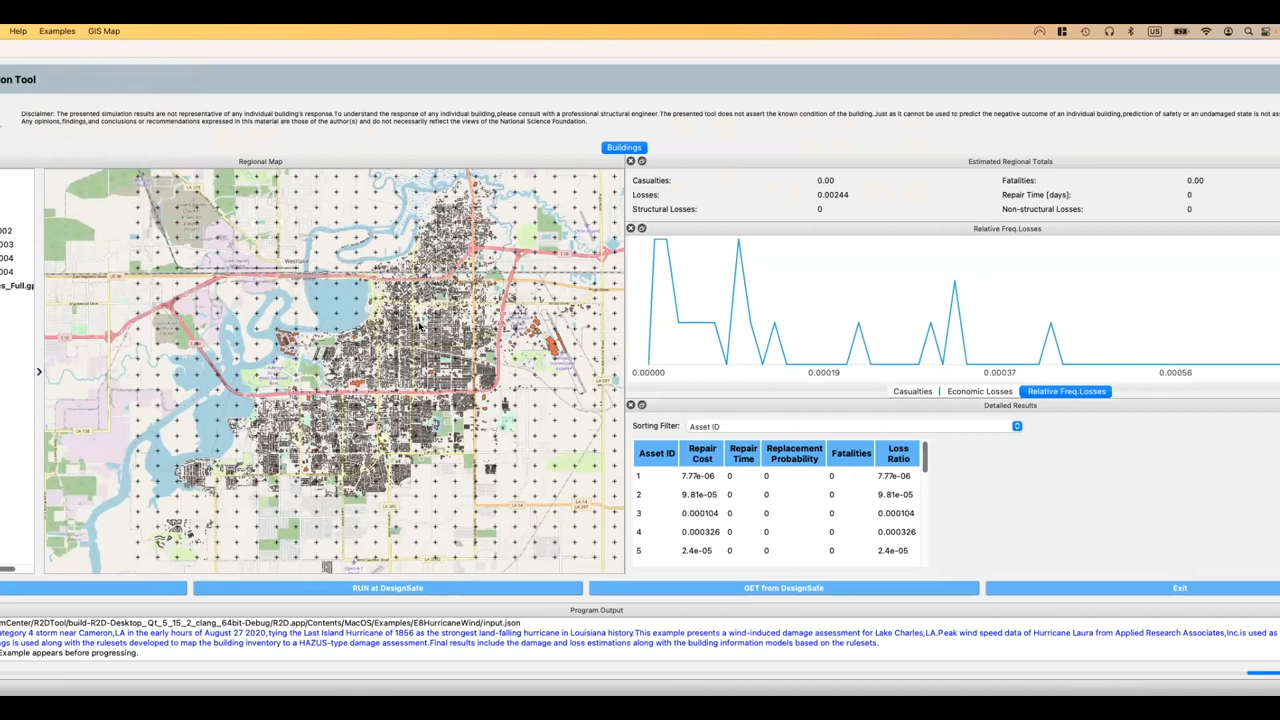 Help Examples GIS Map
US
on Tool
Disclaimer: The presented simulation results are not representative of any individual building's response.To understand the response of any individual building,please consult with a professional structural engineer.The presented tool does not assert the known condition of the building.Just as it cannot be used to predict the negative outcome of an individual building,prediction of safety or an undamaged state is not as
Any opinions,findings,and conclusions or recommendations expressed in this material are those of the author(s) and do not necessarily reflect the views of the National Science Foundation.
Buildings
Regional Map
Estimated Regional Totals
Casualties: 0.00 Fatalities: 0.00
Losses: 0.00244 Repair Time [days]: 0
Structural Losses: 0 Non-structural Losses: 0
Relative Freq.Losses
002
003
004
004
s_Full.gp
Westlake
0.00000 0.00019 0.00037 0.00056
Casualties Economic Losses Relative Freq.Losses
Detailed Results
Sorting Filter: Asset ID
Asset ID Repair Cost Repair Time Replacement Probability Fatalities Loss Ratio
1 7.77e-06 0 0 0 7.77e-06
2 9.81e-05 0 0 0 9.81e-05
3 0.000104 0 0 0 0.000104
4 0.000326 0 0 0 0.000326
5 2.4e-05 0 0 0 2.4e-05
RUN at DesignSafe GET from DesignSafe Exit
Program Output
mCenter/R2DTool/build-R2D-Desktop_Qt_5_15_2_clang_64bit-Debug/R2D.app/Contents/MacOS/Examples/E8HurricaneWind/input.json
ategory 4 storm near Cameron,LA in the early hours of August 27 2020,tying the Last Island Hurricane of 1856 as the strongest land-falling hurricane in Louisiana history.This example presents a wind-induced damage assessment for Lake Charles,LA.Peak wind speed data of Hurricane Laura from Applied Research Associates,Inc.is used as
ngs is used along with the rulesets developed to map the building inventory to a HAZUS-type damage assessment.Final results include the damage and loss estimations along with the building information models based on the rulesets.
Example appears before progressing.